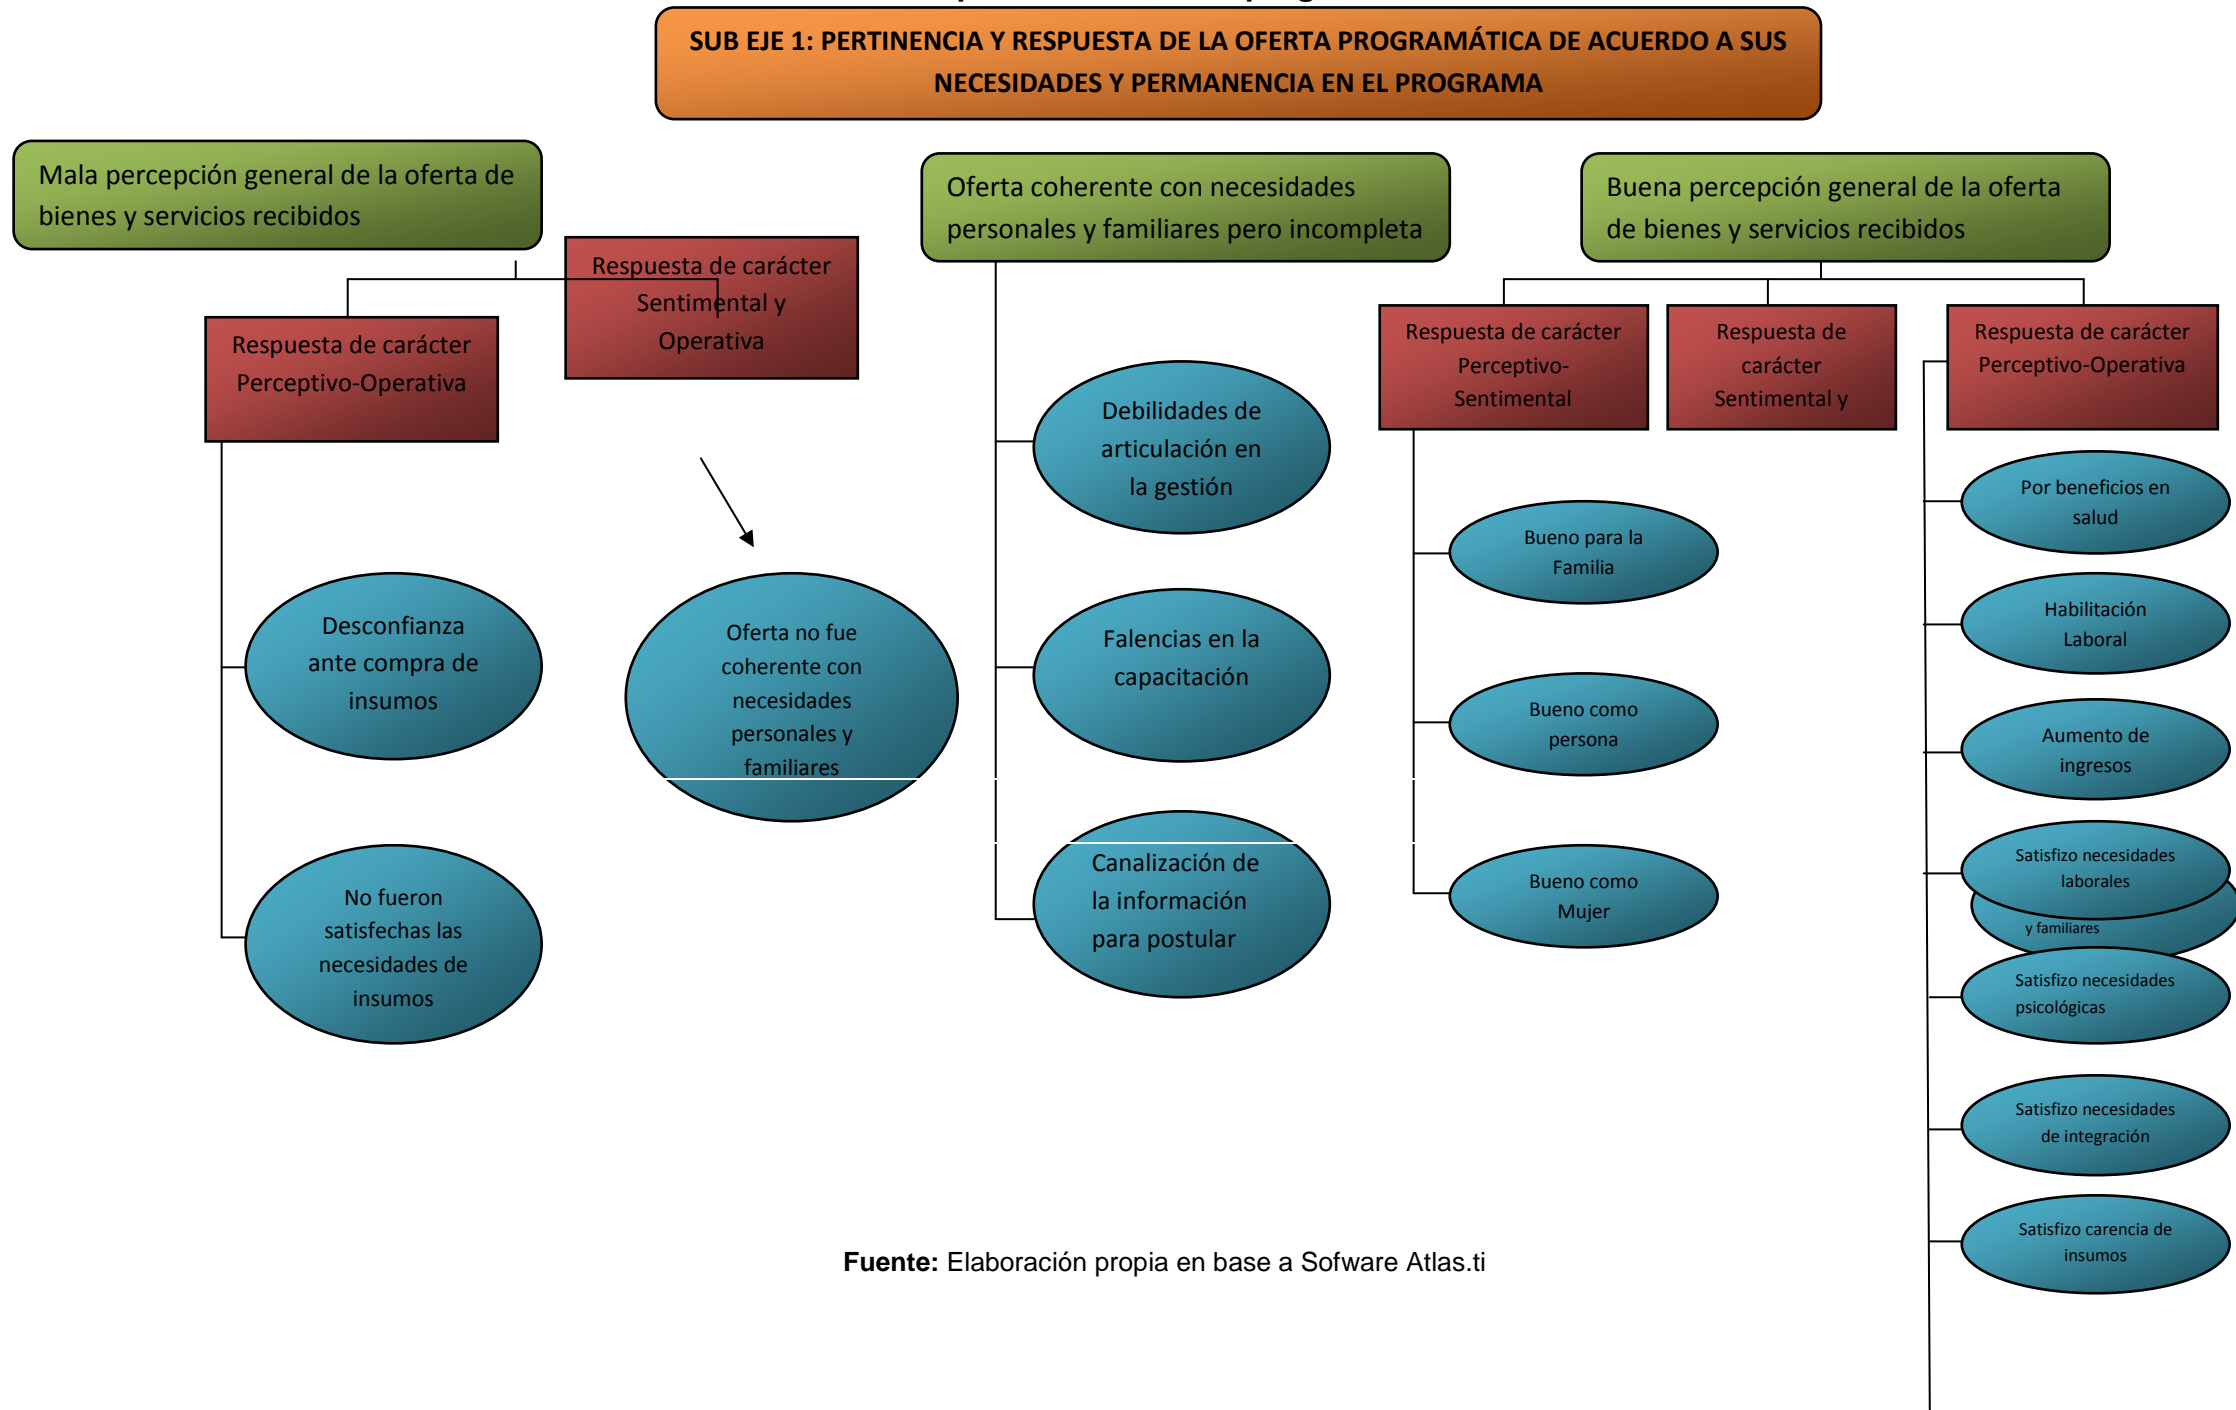 SUB EJE 1: PERTINENCIA Y RESPUESTA DE LA OFERTA PROGRAMÁTICA DE ACUERDO A SUS
NECESIDADES Y PERMANENCIA EN EL PROGRAMA
Mala percepción general de la oferta de
bienes y servicios recibidos
Respuesta de carácter
Perceptivo-Operativa
Desconfianza
ante compra de
insumos
No fueron
satisfechas las
necesidades de
insumos
Respuesta de carácter
Sentimental y
Operativa
Oferta no fue
coherente con
necesidades
personales y
familiares
Oferta coherente con necesidades
personales y familiares pero incompleta
Debilidades de
articulación en
la gestión
Falencias en la
capacitación
Canalización de
la información
para postular
Buena percepción general de la oferta
de bienes y servicios recibidos
Respuesta de carácter
Perceptivo-
Sentimental
Bueno para la
Familia
Bueno como
persona
Bueno como
Mujer
Respuesta de
carácter
Sentimental y
Respuesta de carácter
Perceptivo-Operativa
Por beneficios en
salud
Habilitación
Laboral
Aumento de
ingresos
Satisfizo necesidades
laborales
y familiares
Satisfizo necesidades
psicológicas
Satisfizo necesidades
de integración
Satisfizo carencia de
insumos
Fuente: Elaboración propia en base a Sofware Atlas.ti